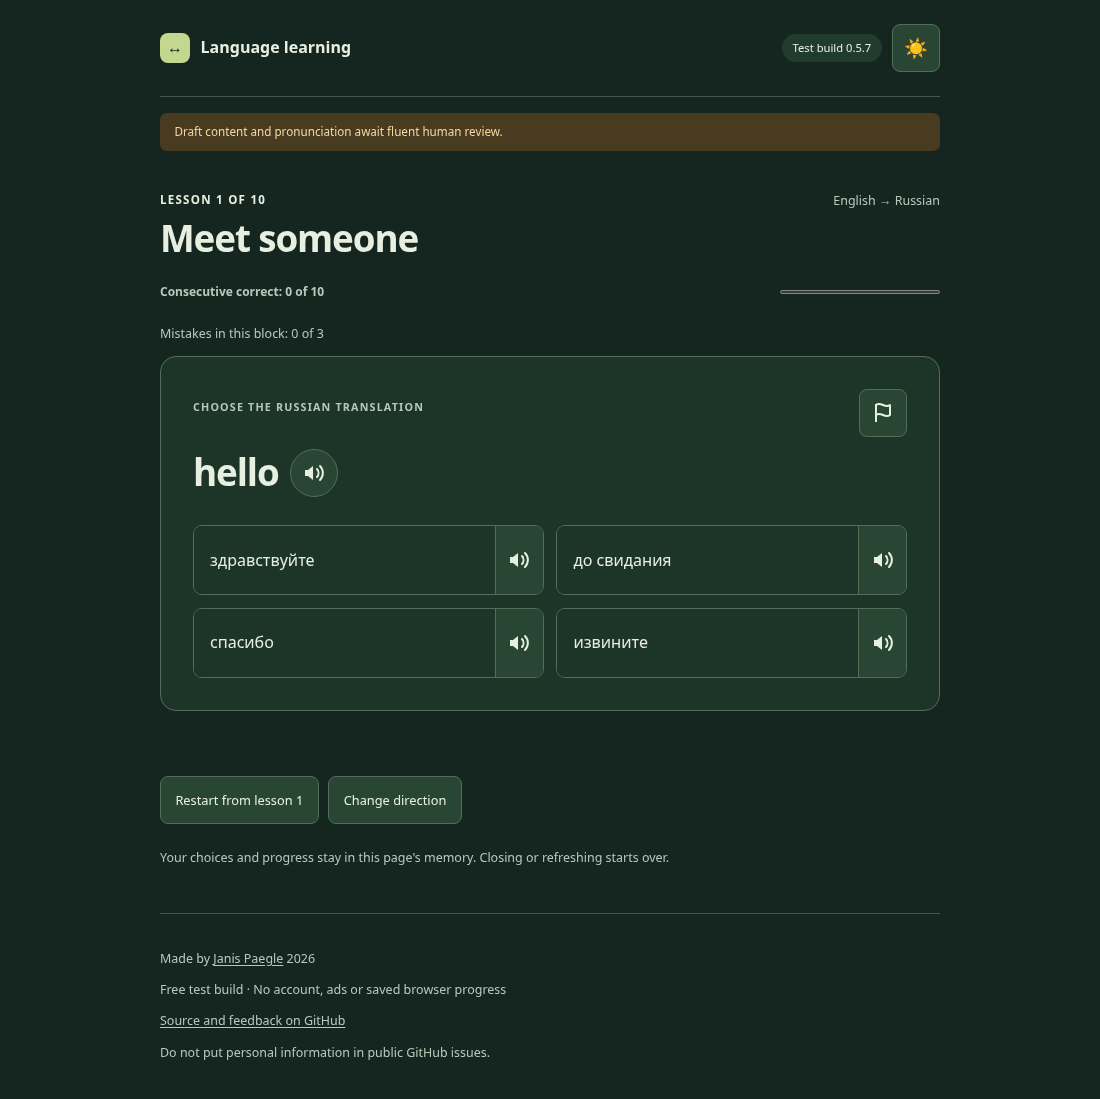 ↔ Language learning
Test build 0.5.7
Draft content and pronunciation await fluent human review.
LESSON 1 OF 10
English → Russian
Meet someone
Consecutive correct: 0 of 10
Mistakes in this block: 0 of 3
CHOOSE THE RUSSIAN TRANSLATION
hello
здравствуйте
до свидания
спасибо
извините
Restart from lesson 1
Change direction
Your choices and progress stay in this page's memory. Closing or refreshing starts over.
Made by Janis Paegle 2026
Free test build · No account, ads or saved browser progress
Source and feedback on GitHub
Do not put personal information in public GitHub issues.